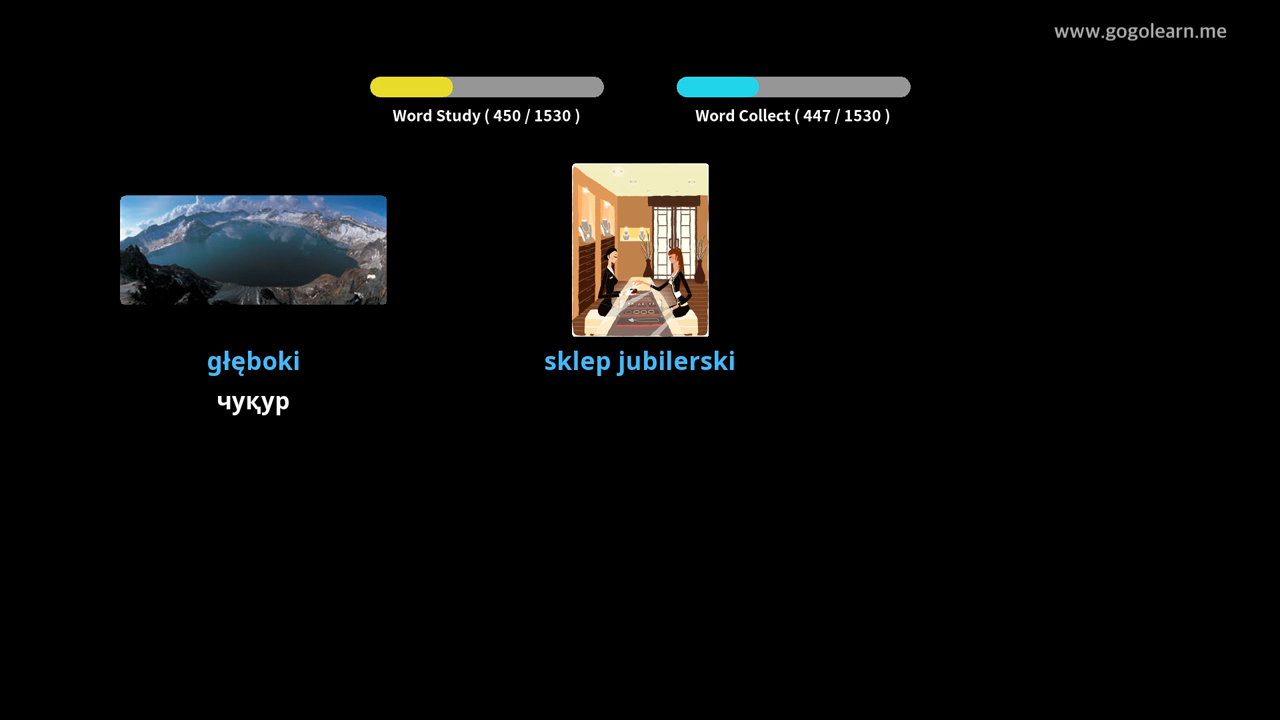 www.gogolearn.me
Word Study ( 450 / 1530 )
Word Collect ( 447 / 1530 )
głęboki
чуқур
sklep jubilerski